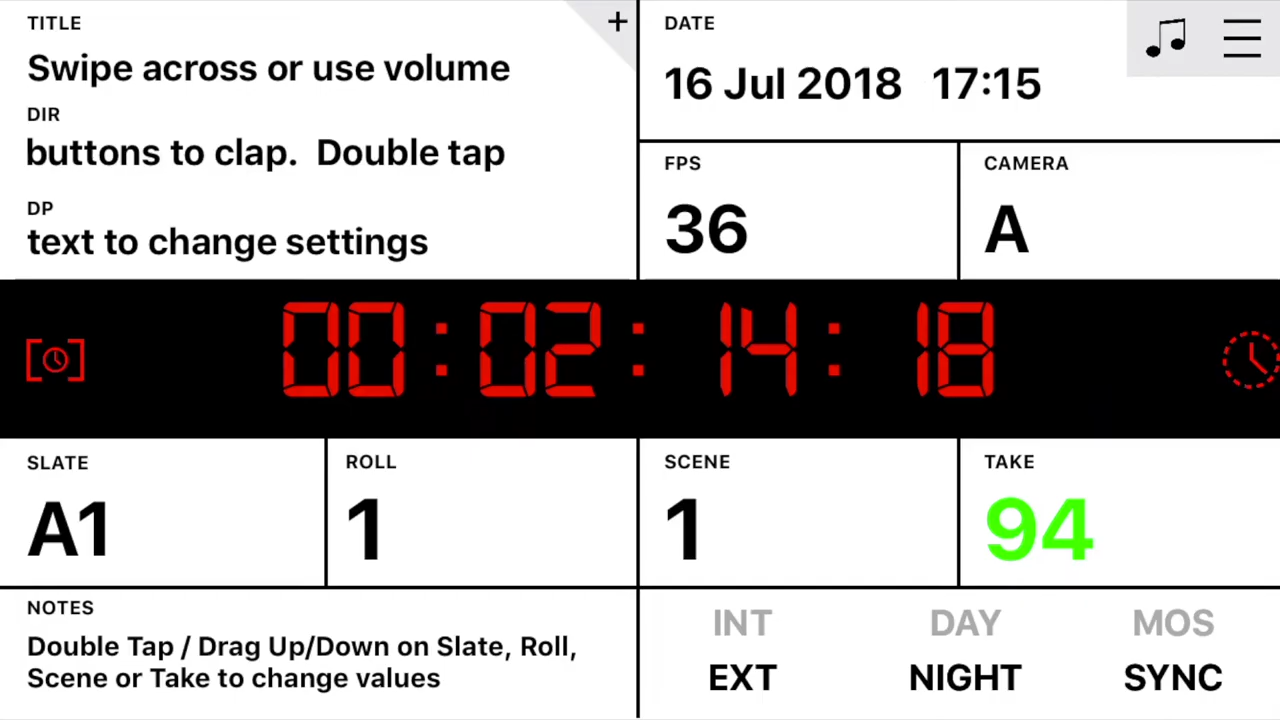 TITLE
+
Swipe across or use volume
DIR
buttons to clap.  Double tap
DP
text to change settings
DATE
16 Jul 2018  17:15
FPS
36
CAMERA
A
00:02:14:18
SLATE
A1
ROLL
1
SCENE
1
TAKE
94
NOTES
Double Tap / Drag Up/Down on Slate, Roll,
Scene or Take to change values
INT DAY MOS
EXT NIGHT SYNC